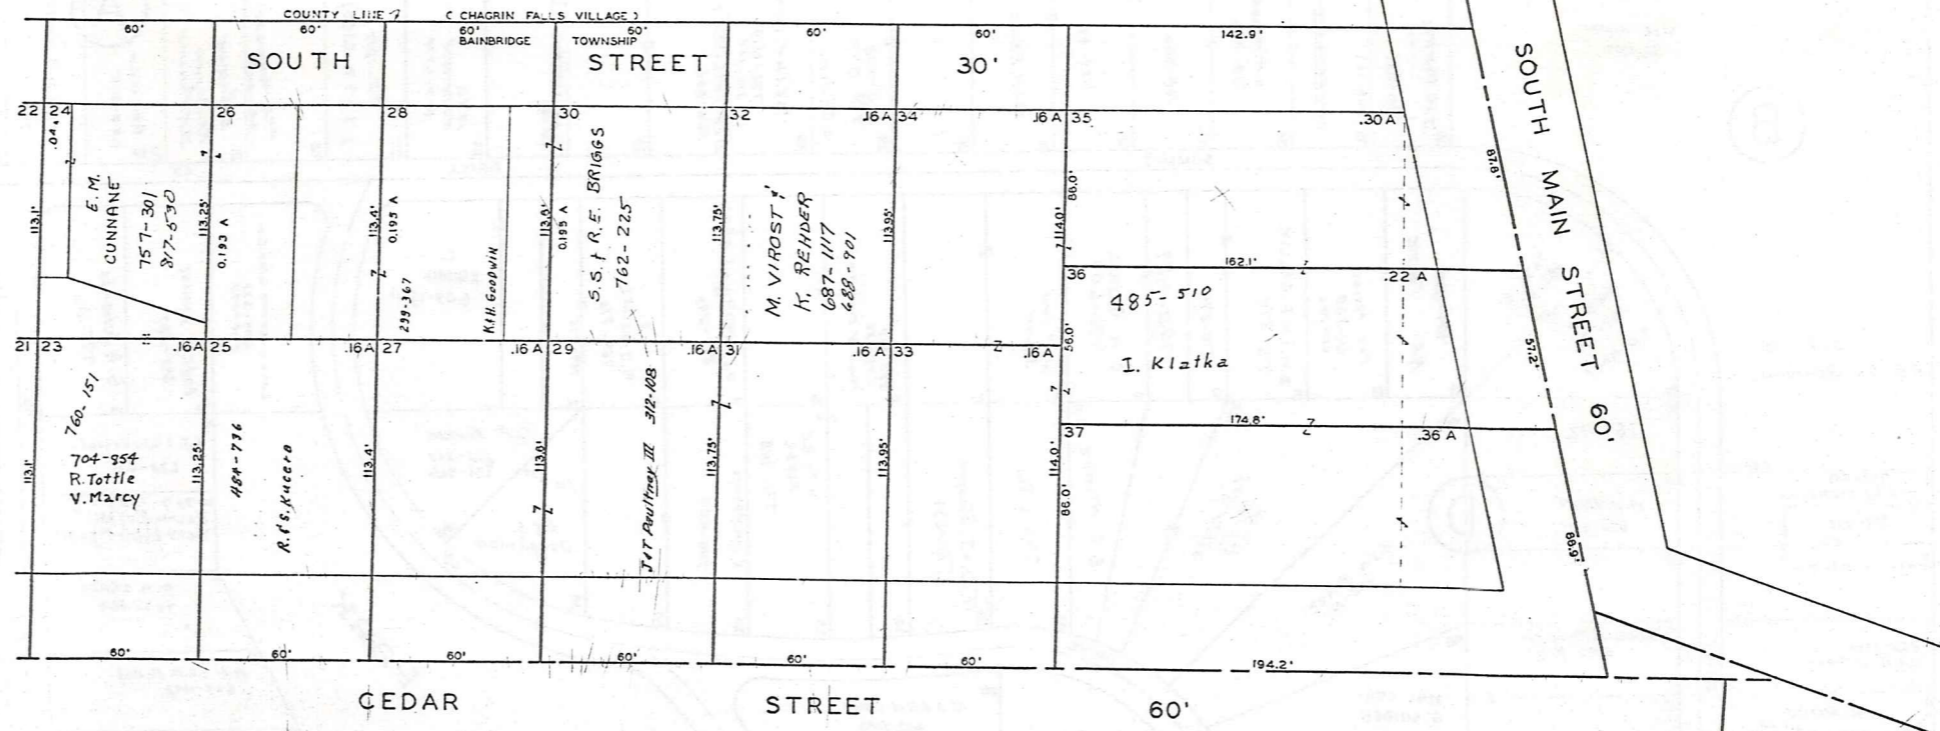 COUNTY LINE (CHAGRIN FALLS VILLAGE)
60' 60' 60' 60' 60' 60' 142.9'
BAINBRIDGE TOWNSHIP
SOUTH STREET 30'
22 24 26 28 30 32 .16 A 34 .16 A 35 .30 A
.04
E. M. CUNNANE
757-301
817-630
113.1'
113.25'
0.193 A
113.4'
0.195 A
299-367
K&H. GOODWIN
113.6'
0.195 A
S.S. & R.E. BRIGGS
762-225
113.75'
M. VIROST &
K. REHDER
687-1117
688-901
113.95'
114.0'
86.0'
87.8'
SOUTH MAIN STREET 60'
36 162.1' .22 A
485-510
I. Klatka
56.0'
57.2'
21 23 .16 A 25 .16 A 27 .16 A 29 .16 A 31 .16 A 33 .16 A
37 174.8' .36 A
760-151
704-854
R. Tottle
V. Marcy
113.1'
113.25'
484-736
R.&S. Kucera
113.4'
113.6'
J&T Paultney III 312-108
113.75'
113.95'
114.0'
86.0'
86.9'
60' 60' 60' 60' 60' 60' 194.2'
CEDAR STREET 60'